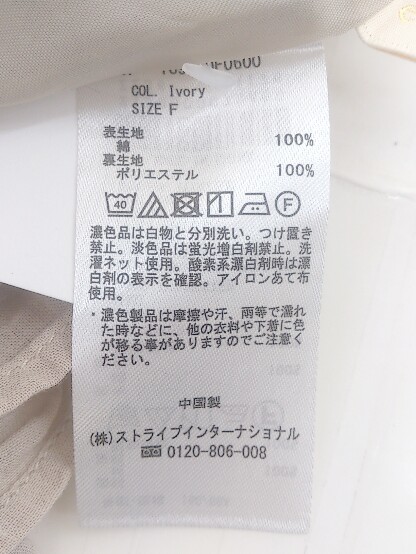 COL. Ivory
SIZE F
表生地
綿 100%
裏生地
ポリエステル 100%
40
濃色品は白物と分別洗い。つけ置き
禁止。淡色品は蛍光増白剤禁止。洗
濯ネット使用。酸素系漂白剤時は漂
白剤の表示を確認。アイロンあて布
使用。
・濃色製品は摩擦や汗、雨等で濡れ
た時などに、他の衣料や下着に色
が移る事がありますのでご注意く
ださい。
中国製
(株)ストライプインターナショナル
0120-806-008